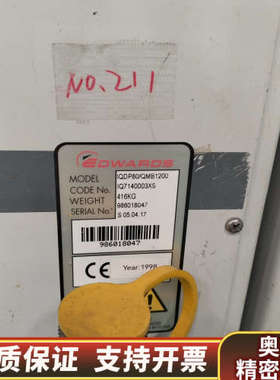 NO.211
EDWARDS
MODEL IQDP80/QMB1200
CODE No. IQ7140003XS
WEIGHT 416KG
SERIAL No. 986018047
S 05.04.17
986018047
CE Year:1998
质保证 支持开票
奥
精密